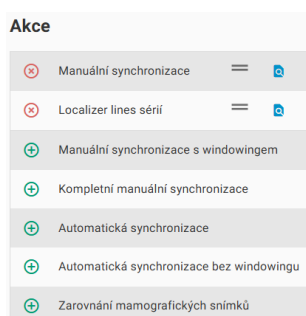 Akce
Manuální synchronizace
Localizer lines sérií
Manuální synchronizace s windowingem
Kompletní manuální synchronizace
Automatická synchronizace
Automatická synchronizace bez windowingu
Zarovnání mamografických snímků